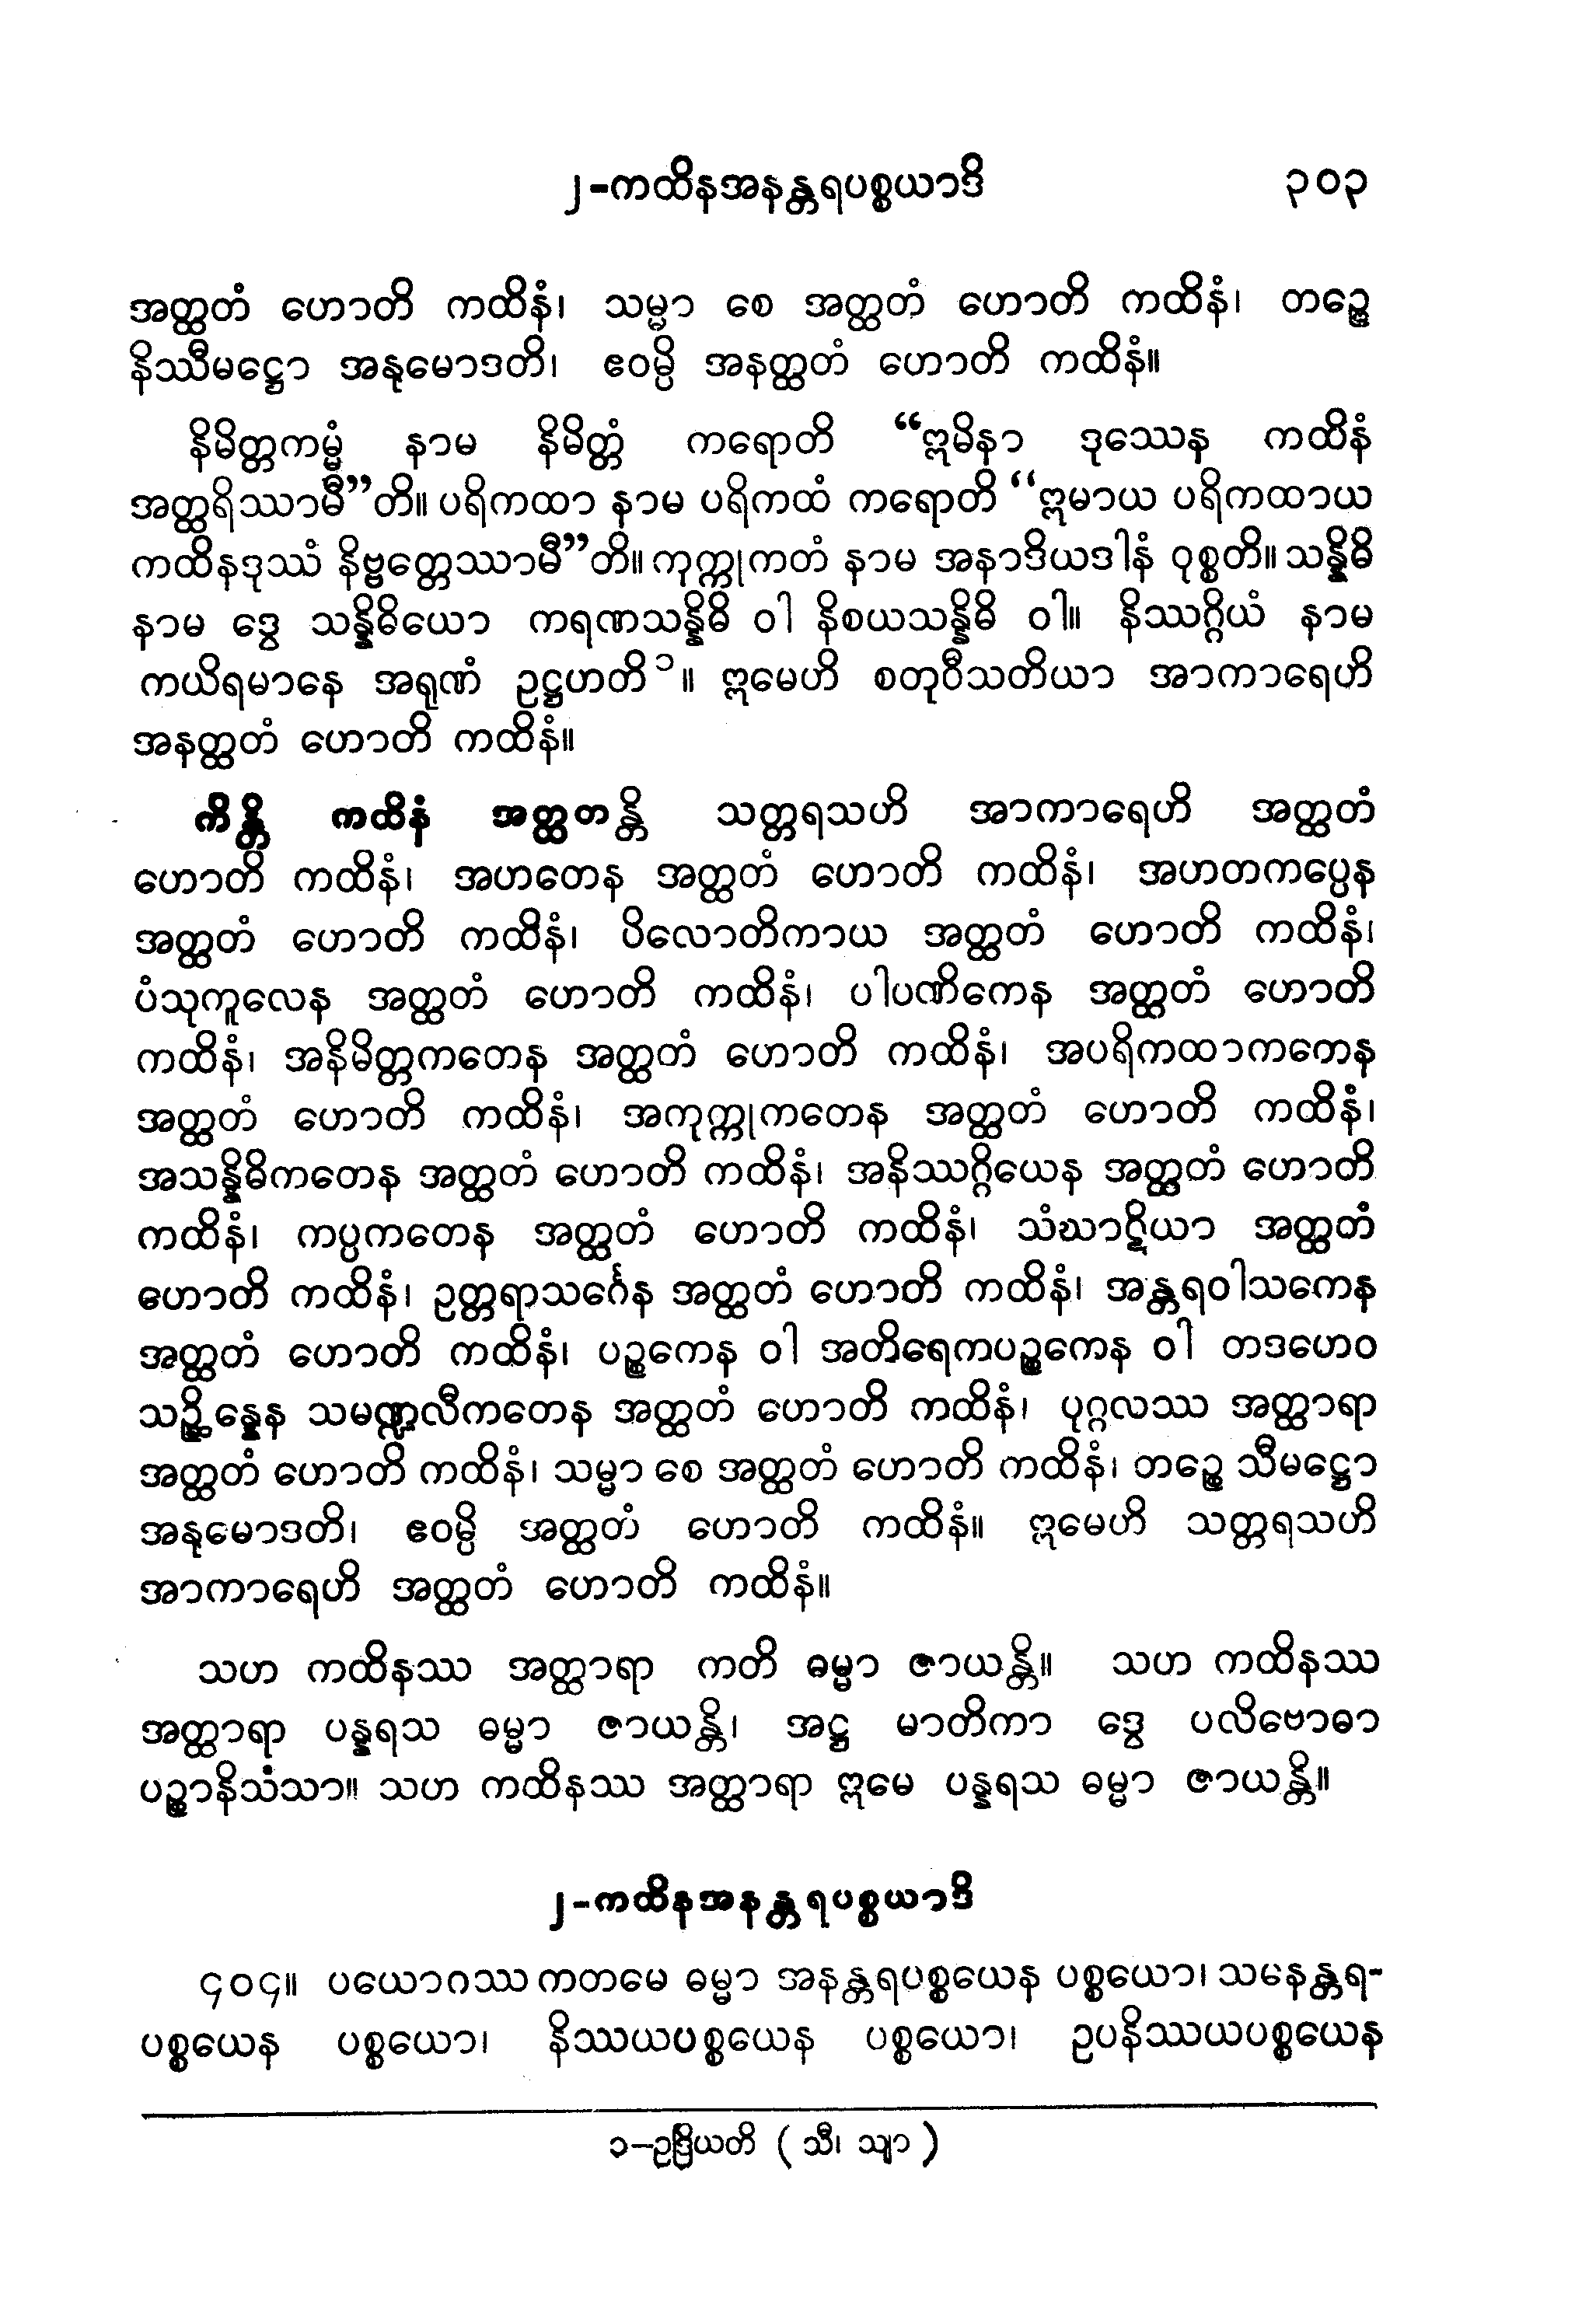 ၂-ကထိနအနန္တရပစ္စယာဒိ ၃၀၃
အတ္ထတံ ဟောတိ ကထိနံ၊ သမ္မာ စေ အတ္ထတံ ဟောတိ ကထိနံ၊ တဉ္စေ
နိဿီမဋ္ဌော အနုမောဒတိ၊ ဧဝမ္ပိ အနတ္ထတံ ဟောတိ ကထိနံ။
နိမိတ္တကမ္မံ နာမ နိမိတ္တံ ကရောတိ “ဣမိနာ ဒုဿေန ကထိနံ
အတ္ထရိဿာမီ”တိ။ ပရိကထာ နာမ ပရိကထံ ကရောတိ “ဣမာယ ပရိကထာယ
ကထိနဒုဿံ နိဗ္ဗတ္တေဿာမီ”တိ။ ကုက္ကုကတံ နာမ အနာဒိယဒါနံ ဝုစ္စတိ။ သန္နိဓိ
နာမ ဒွေ သန္နိဓိယော ကရဏသန္နိဓိ ဝါ နိစယသန္နိဓိ ဝါ။ နိဿဂ္ဂိယံ နာမ
ကယိရမာနေ အရုဏံ ဥဋ္ဌဟတိ၁။ ဣမေဟိ စတုဝီသတိယာ အာကာရေဟိ
အနတ္ထတံ ဟောတိ ကထိနံ။
ကိန္တိ ကထိနံ အတ္ထတန္တိ သတ္တရသဟိ အာကာရေဟိ အတ္ထတံ
ဟောတိ ကထိနံ၊ အဟတေန အတ္ထတံ ဟောတိ ကထိနံ၊ အဟတကပ္ပေန
အတ္ထတံ ဟောတိ ကထိနံ၊ ပိလောတိကာယ အတ္ထတံ ဟောတိ ကထိနံ၊
ပံသုကူလေန အတ္ထတံ ဟောတိ ကထိနံ၊ ပါပဏိကေန အတ္ထတံ ဟောတိ
ကထိနံ၊ အနိမိတ္တကတေန အတ္ထတံ ဟောတိ ကထိနံ၊ အပရိကထာကကေန
အတ္ထတံ ဟောတိ ကထိနံ၊ အကုက္ကုကတေန အတ္ထတံ ဟောတိ ကထိနံ၊
အသန္နိဓိကတေန အတ္ထတံ ဟောတိ ကထိနံ၊ အနိဿဂ္ဂိယေန အတ္ထတံ ဟောတိ
ကထိနံ၊ ကပ္ပကတေန အတ္ထတံ ဟောတိ ကထိနံ၊ သံဃာဋိယာ အတ္ထတံ
ဟောတိ ကထိနံ၊ ဥတ္တရာသင်္ဂေန အတ္ထတံ ဟောတိ ကထိနံ၊ အန္တရဝါသကေန
အတ္ထတံ ဟောတိ ကထိနံ၊ ပဉ္စကေန ဝါ အတိရေကပဉ္စကေန ဝါ တဒဟေဝ
သဉ္ဆိန္နေန သမဏ္ဍလီကတေန အတ္ထတံ ဟောတိ ကထိနံ၊ ပုဂ္ဂလဿ အတ္ထာရာ
အတ္ထတံ ဟောတိ ကထိနံ၊ သမ္မာ စေ အတ္ထတံ ဟောတိ ကထိနံ၊ တဉ္စေ သီမဋ္ဌော
အနုမောဒတိ၊ ဧဝမ္ပိ အတ္ထတံ ဟောတိ ကထိနံ။ ဣမေဟိ သတ္တရသဟိ
အာကာရေဟိ အတ္ထတံ ဟောတိ ကထိနံ။
သဟ ကထိနဿ အတ္ထာရာ ကတိ ဓမ္မာ ဇာယန္တိ။ သဟ ကထိနဿ
အတ္ထာရာ ပန္နရသ ဓမ္မာ ဇာယန္တိ၊ အဋ္ဌ မာတိကာ ဒွေ ပလိဗောဓာ
ပဉ္စာနိသံသာ။ သဟ ကထိနဿ အတ္ထာရာ ဣမေ ပန္နရသ ဓမ္မာ ဇာယန္တိ။
၂-ကထိနအနန္တရပစ္စယာဒိ
၄၀၄။ ပယောဂဿ ကတမေ ဓမ္မာ အနန္တရပစ္စယေန ပစ္စယော၊ သမနန္တရ-
ပစ္စယေန ပစ္စယော၊ နိဿယပစ္စယေန ပစ္စယော၊ ဥပနိဿယပစ္စယေန
၁-ဥဒြိယတိ (သီ၊ သျာ)